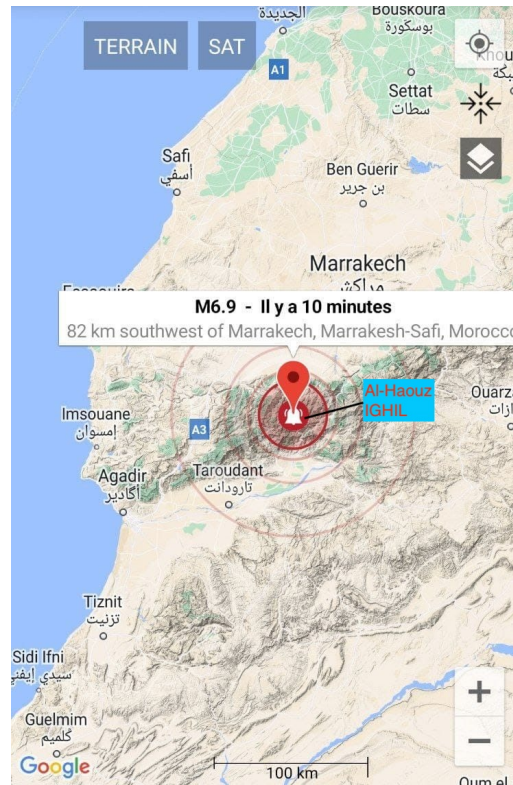 الجديدة
Bouskoura
بوسكورة
TERRAIN
SAT
A1
Settat
سطات
Safi
أسفي
Ben Guerir
بن جرير
Marrakech
مراكش
M6.9 - Il y a 10 minutes
82 km southwest of Marrakech, Marrakesh-Safi, Morocco
Al-Haouz
IGHIL
Imsouane
إمسوان
A3
Agadir
أكادير
Taroudant
تارودانت
Tiznit
تزنيت
Sidi Ifni
سيدي إيفني
Guelmim
كلميم
Google
100 km
Oum el